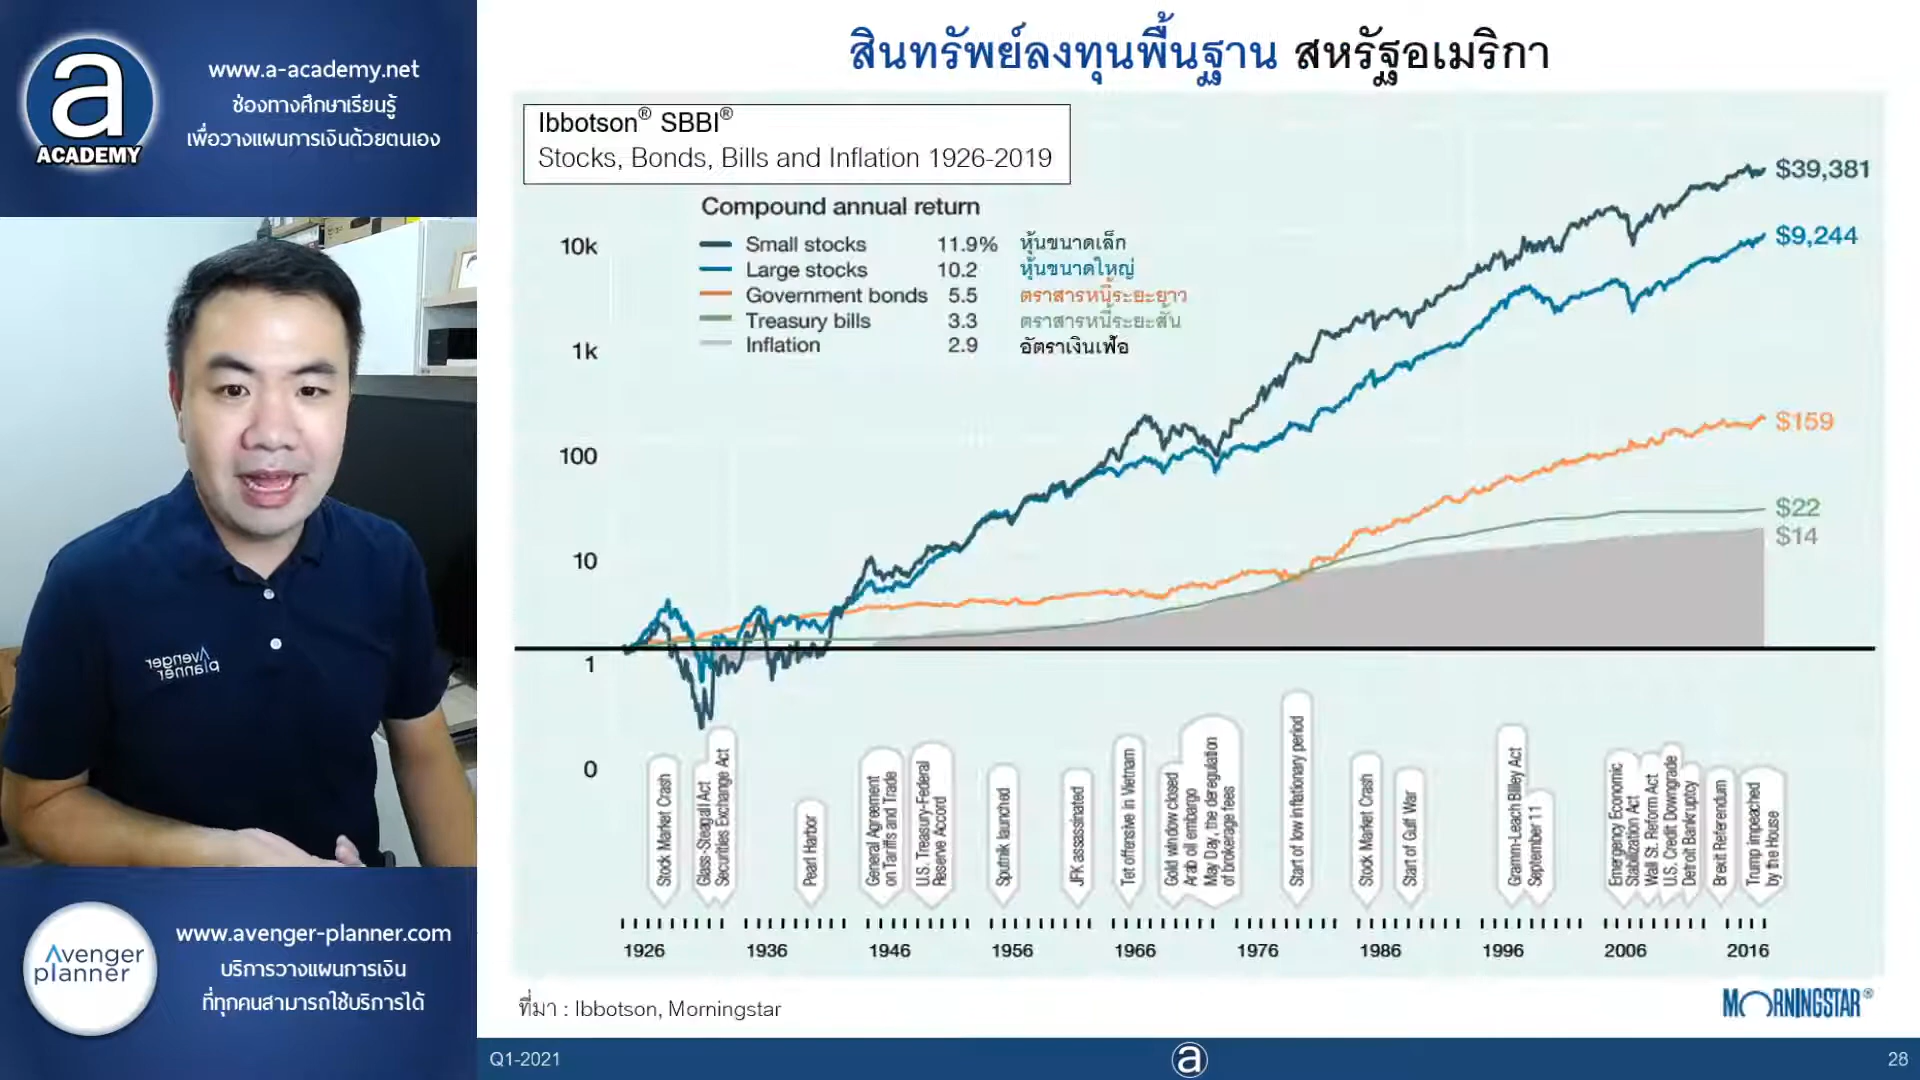 a
ACADEMY
www.a-academy.net
ช่องทางศึกษาเรียนรู้
เพื่อวางแผนการเงินด้วยตนเอง
Avenger
planner
Avenger
planner
www.avenger-planner.com
บริการวางแผนการเงิน
ที่ทุกคนสามารถใช้บริการได้
สินทรัพย์ลงทุนพื้นฐาน สหรัฐอเมริกา
Ibbotson® SBBI®
Stocks, Bonds, Bills and Inflation 1926-2019
Compound annual return
Small stocks 11.9% หุ้นขนาดเล็ก
Large stocks 10.2 หุ้นขนาดใหญ่
Government bonds 5.5 ตราสารหนี้ระยะยาว
Treasury bills 3.3 ตราสารหนี้ระยะสั้น
Inflation 2.9 อัตราเงินเฟ้อ
$39,381
$9,244
$159
$22
$14
10k
1k
100
10
1
0
Stock Market Crash
Glass-Steagall Act
Securities Exchange Act
Pearl Harbor
General Agreement
on Tariffs and Trade
U.S. Treasury-Federal
Reserve Accord
Sputnik launched
JFK assassinated
Tet offensive in Vietnam
Gold window closed
Arab oil embargo
May Day, the deregulation
of brokerage fees
Start of low inflationary period
Stock Market Crash
Start of Gulf War
Gramm-Leach Bliley Act
September 11
Emergency Economic
Stabilization Act
Wall St. Reform Act
U.S. Credit Downgrade
Detroit Bankruptcy
Brexit Referendum
Trump impeached
by the House
1926 1936 1946 1956 1966 1976 1986 1996 2006 2016
ที่มา : Ibbotson, Morningstar
MORNINGSTAR®
Q1-2021
a
28